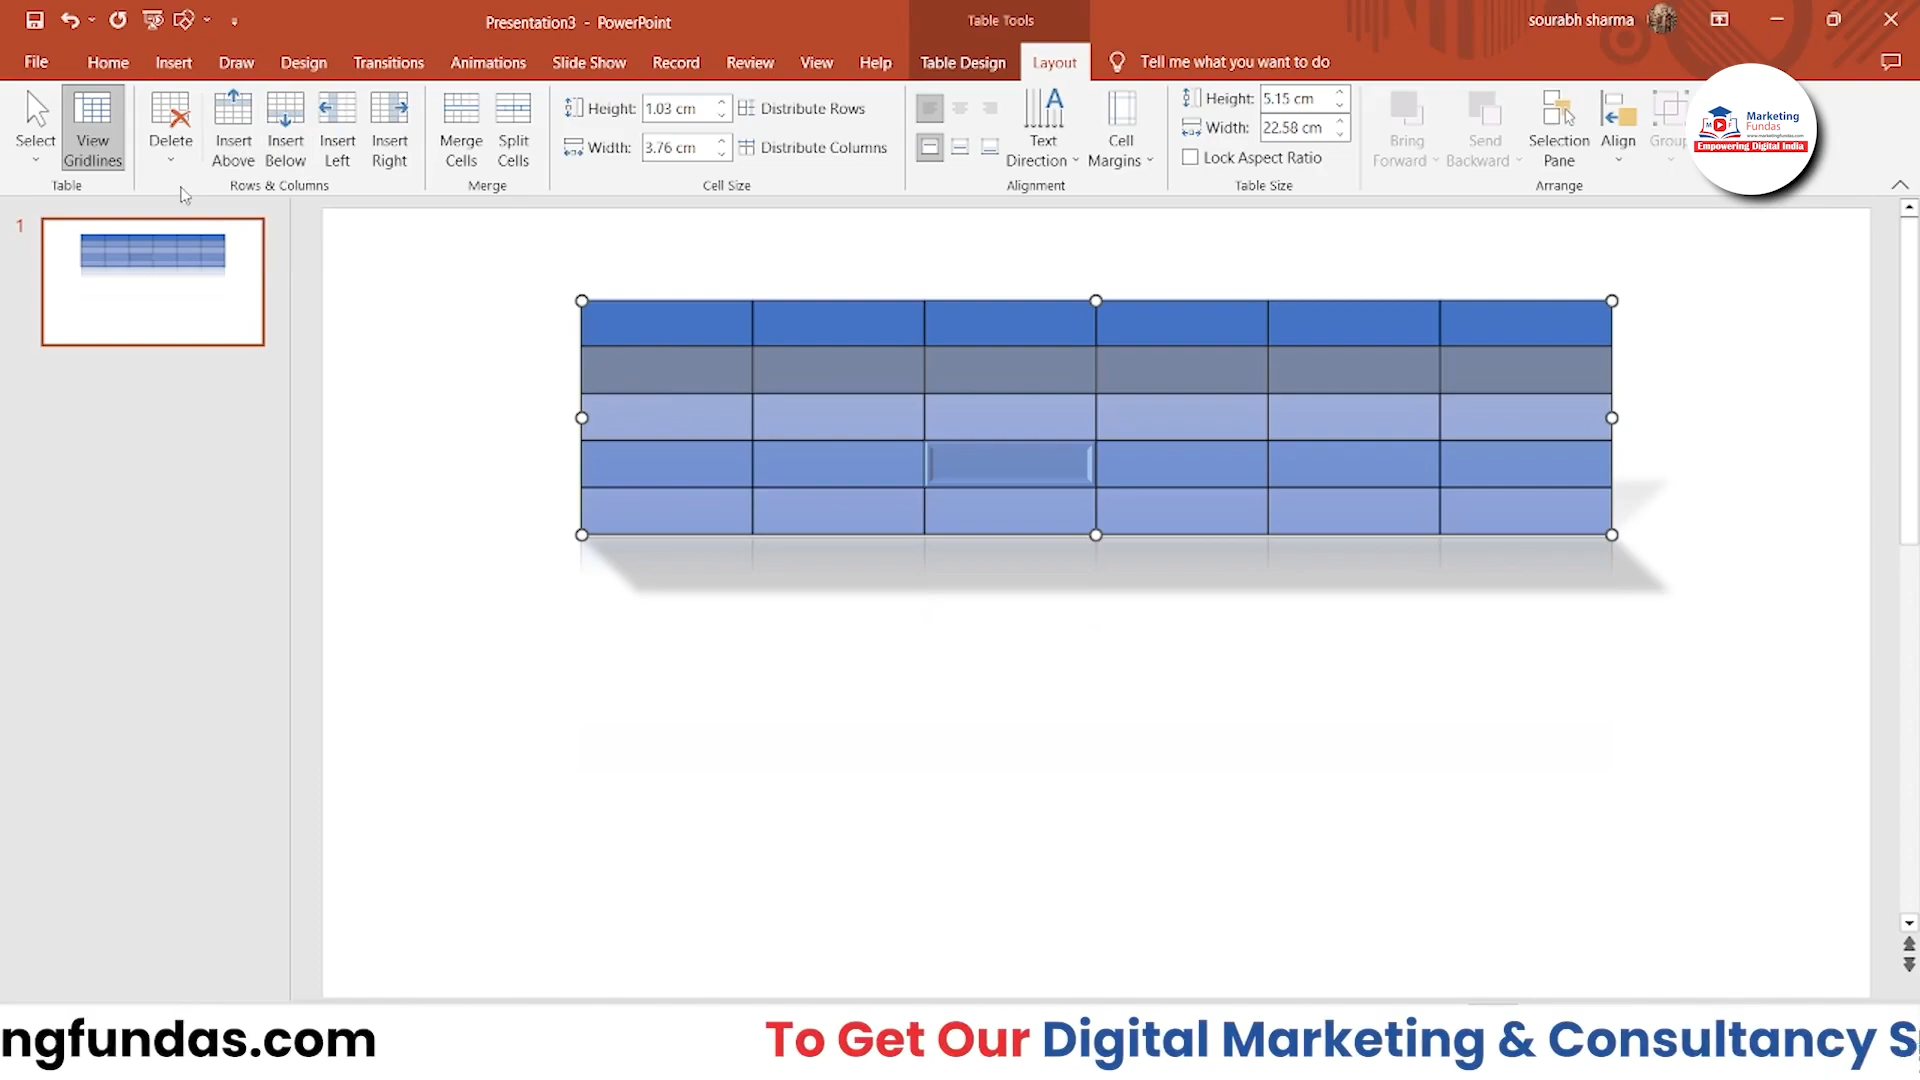 Presentation3 - PowerPoint
Table Tools
sourabh sharma
File Home Insert Draw Design Transitions Animations Slide Show Record Review View Help Table Design Layout Tell me what you want to do
Select
View Gridlines
Table
Delete
Insert Above
Insert Below
Insert Left
Insert Right
Rows & Columns
Merge Cells
Split Cells
Merge
Height: 1.03 cm
Distribute Rows
Width: 3.76 cm
Distribute Columns
Cell Size
Text Direction
Cell Margins
Alignment
Height: 5.15 cm
Width: 22.58 cm
Lock Aspect Ratio
Table Size
Bring Forward
Send Backward
Selection Pane
Align
Group
Arrange
Marketing
Fundas
www.marketingfundas.com
Empowering Digital India
1
ngfundas.com
To Get Our Digital Marketing & Consultancy S